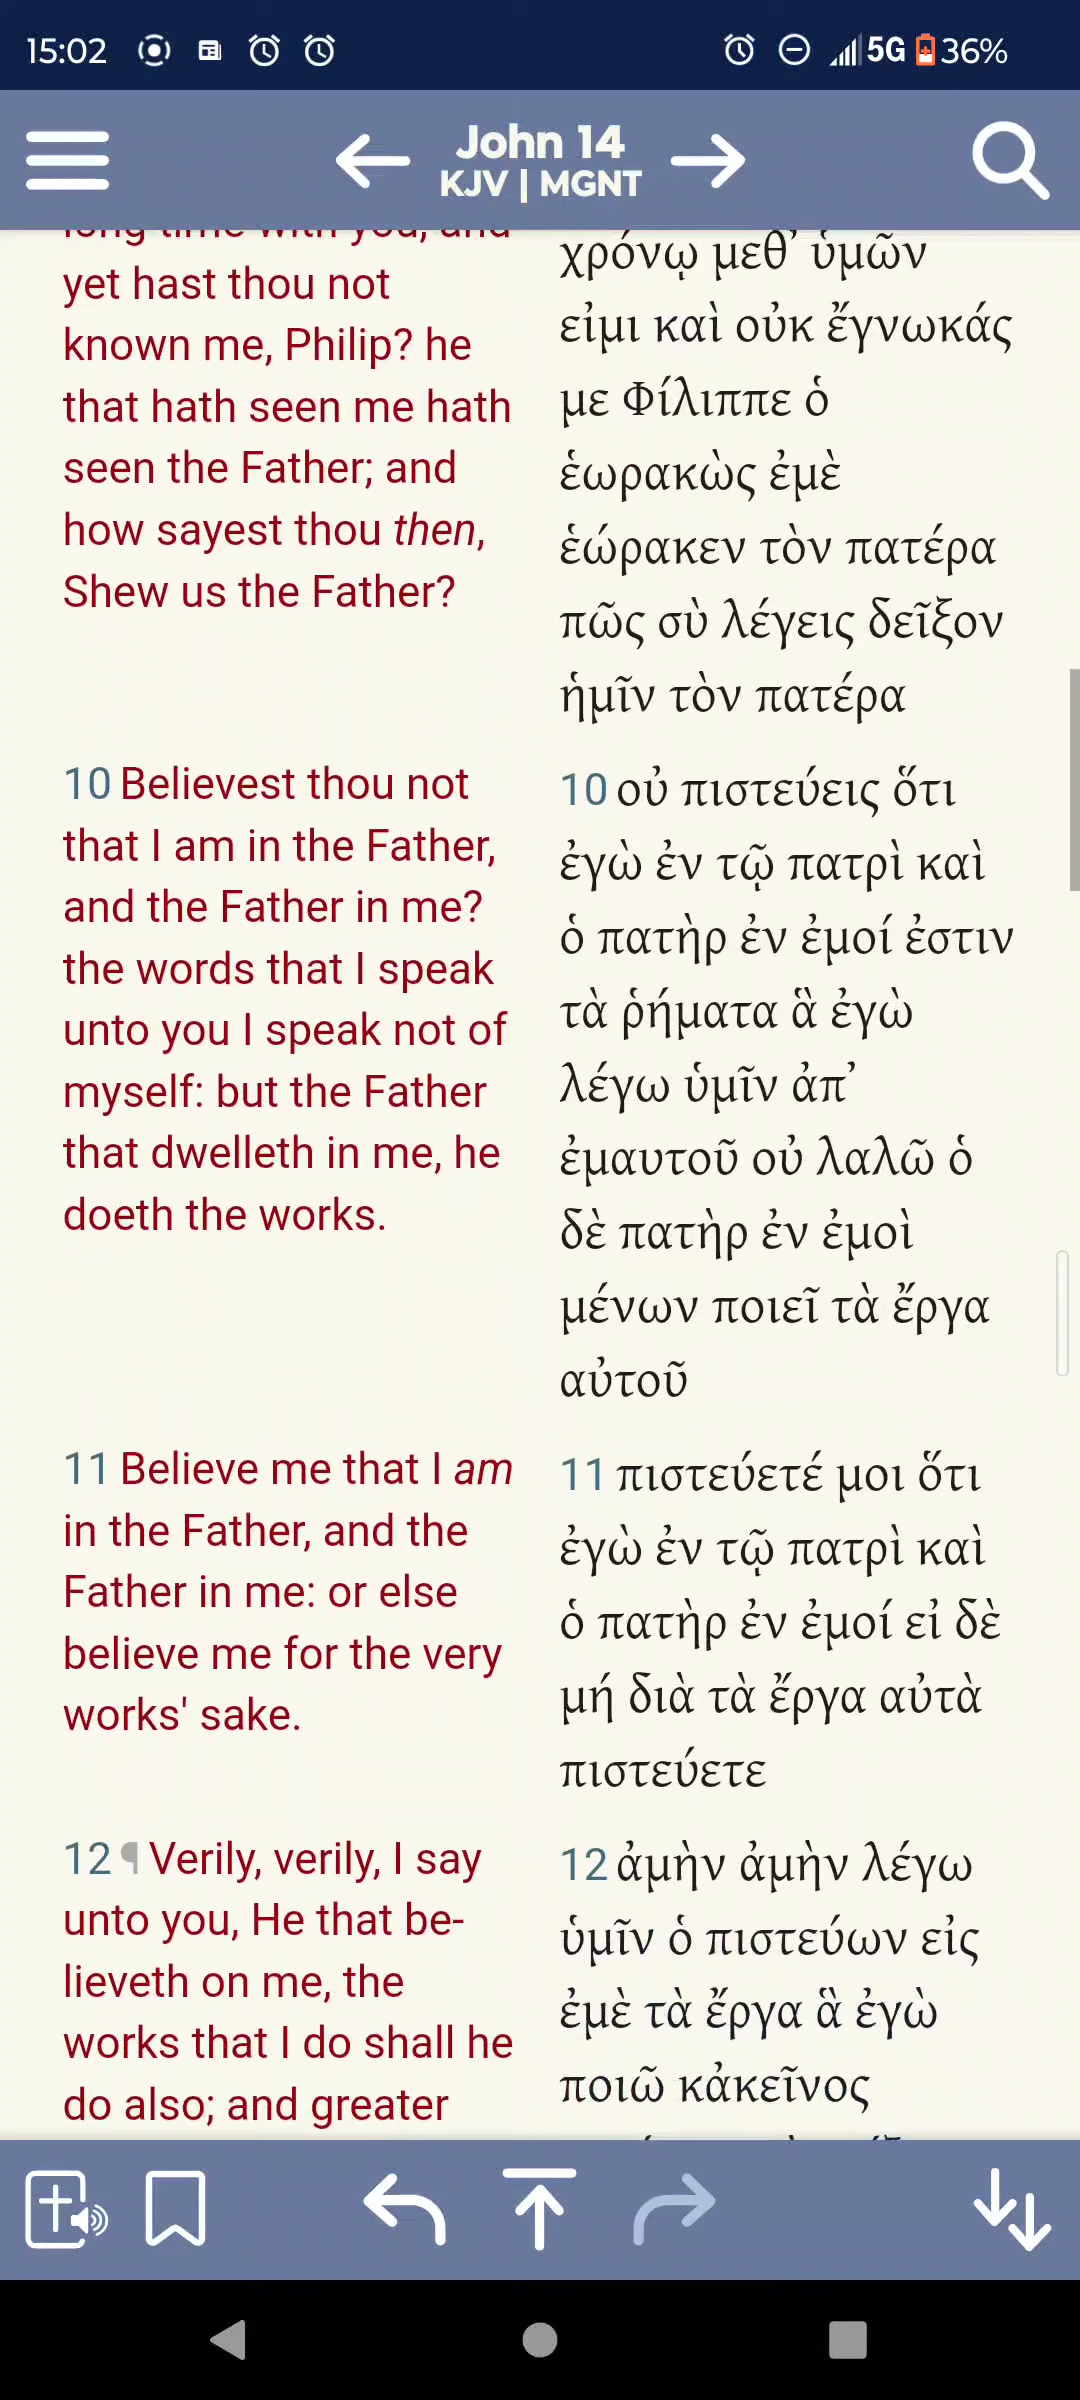 15:02
5G 36%
John 14
KJV | MGNT
long time with you, and
yet hast thou not
known me, Philip? he
that hath seen me hath
seen the Father; and
how sayest thou then,
Shew us the Father?
10 Believest thou not
that I am in the Father,
and the Father in me?
the words that I speak
unto you I speak not of
myself: but the Father
that dwelleth in me, he
doeth the works.
11 Believe me that I am
in the Father, and the
Father in me: or else
believe me for the very
works' sake.
12 ¶ Verily, verily, I say
unto you, He that be-
lieveth on me, the
works that I do shall he
do also; and greater
χρόνῳ μεθ’ ὑμῶν
εἰμι καὶ οὐκ ἔγνωκάς
με Φίλιππε ὁ
ἑωρακὼς ἐμὲ
ἑώρακεν τὸν πατέρα
πῶς σὺ λέγεις δεῖξον
ἡμῖν τὸν πατέρα
10 οὐ πιστεύεις ὅτι
ἐγὼ ἐν τῷ πατρὶ καὶ
ὁ πατὴρ ἐν ἐμοί ἐστιν
τὰ ῥήματα ἃ ἐγὼ
λέγω ὑμῖν ἀπ’
ἐμαυτοῦ οὐ λαλῶ ὁ
δὲ πατὴρ ἐν ἐμοὶ
μένων ποιεῖ τὰ ἔργα
αὐτοῦ
11 πιστεύετέ μοι ὅτι
ἐγὼ ἐν τῷ πατρὶ καὶ
ὁ πατὴρ ἐν ἐμοί εἰ δὲ
μή διὰ τὰ ἔργα αὐτὰ
πιστεύετε
12 ἀμὴν ἀμὴν λέγω
ὑμῖν ὁ πιστεύων εἰς
ἐμὲ τὰ ἔργα ἃ ἐγὼ
ποιῶ κἀκεῖνος